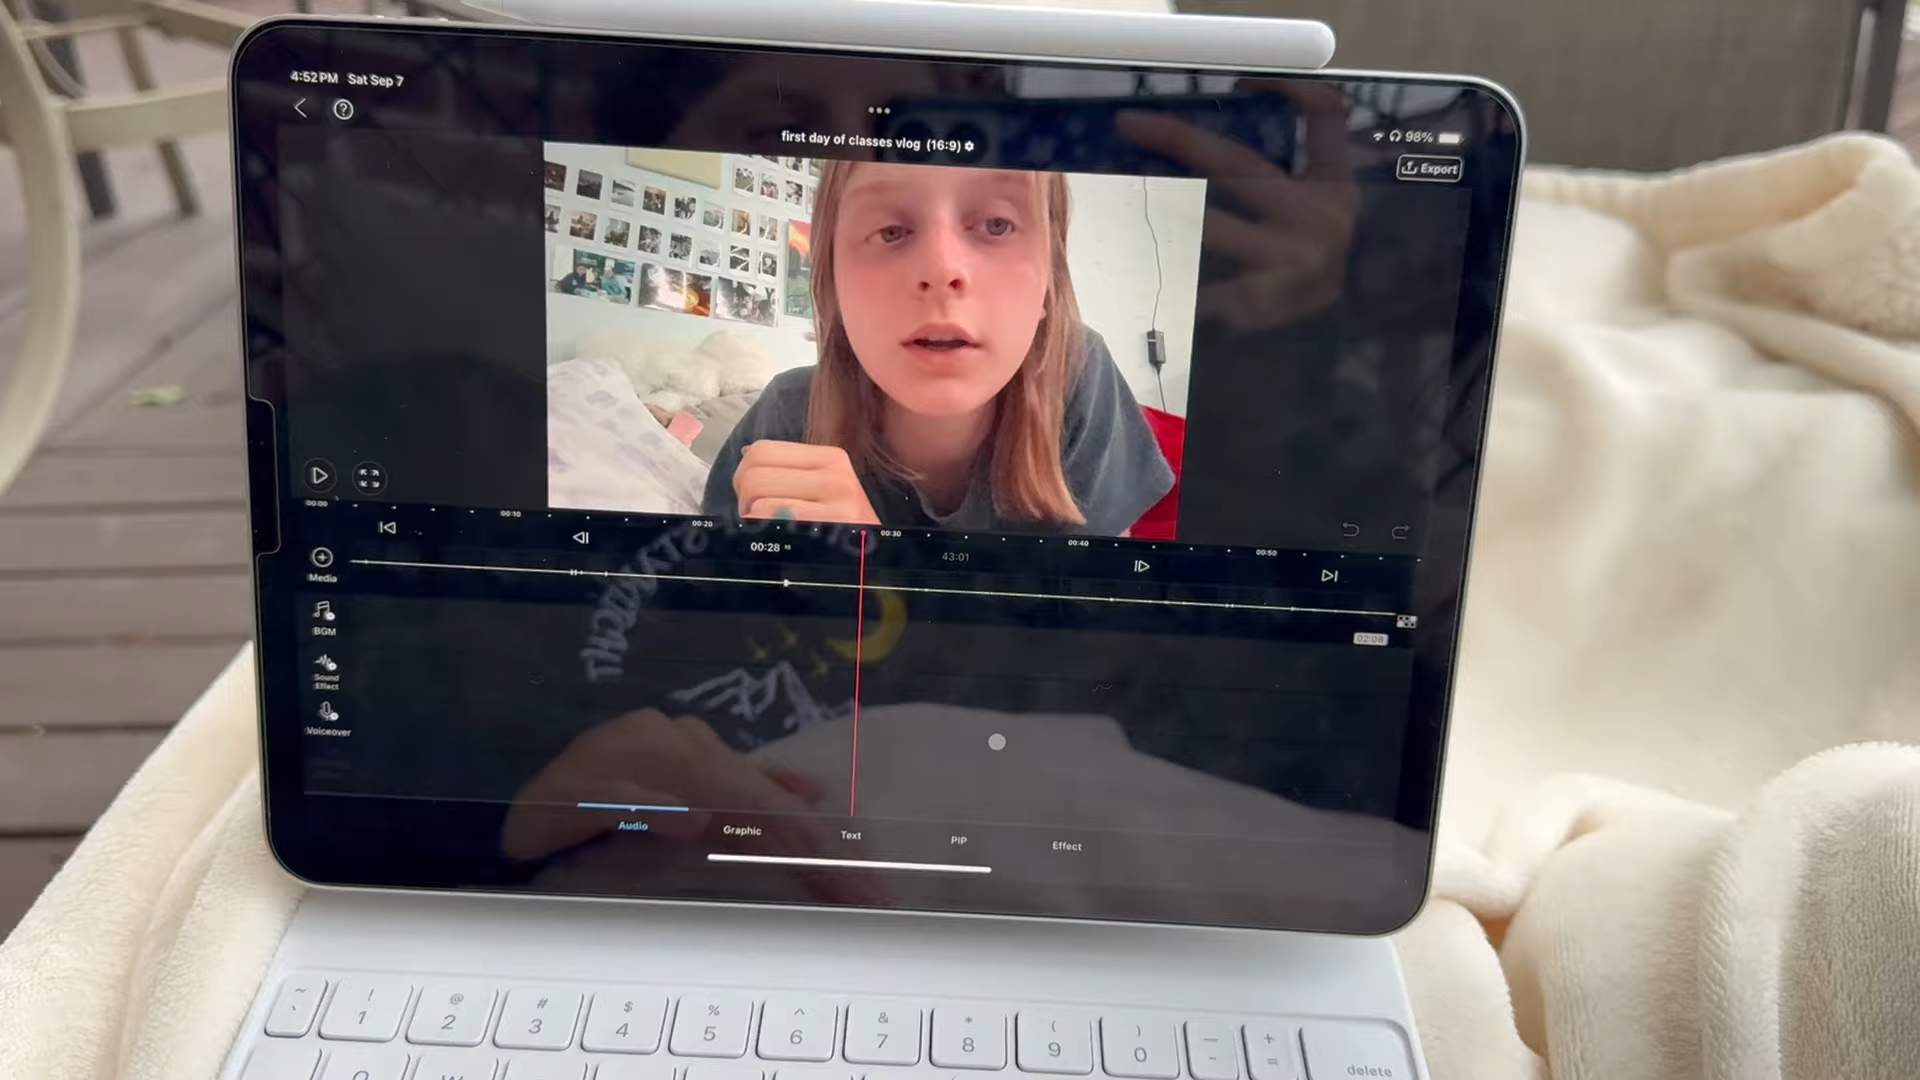 4:52 PM Sat Sep 7
98%
first day of classes vlog (16:9)
Export
00:00
00:10
00:20
00:30
00:40
00:50
00:28
43:01
Media
BGM
02:08
Sound
Effect
Voiceover
Audio
Graphic
Text
PIP
Effect
~ ! @ # $ % ^ & * ( ) — +
` 1 2 3 4 5 6 7 8 9 0 - =
delete